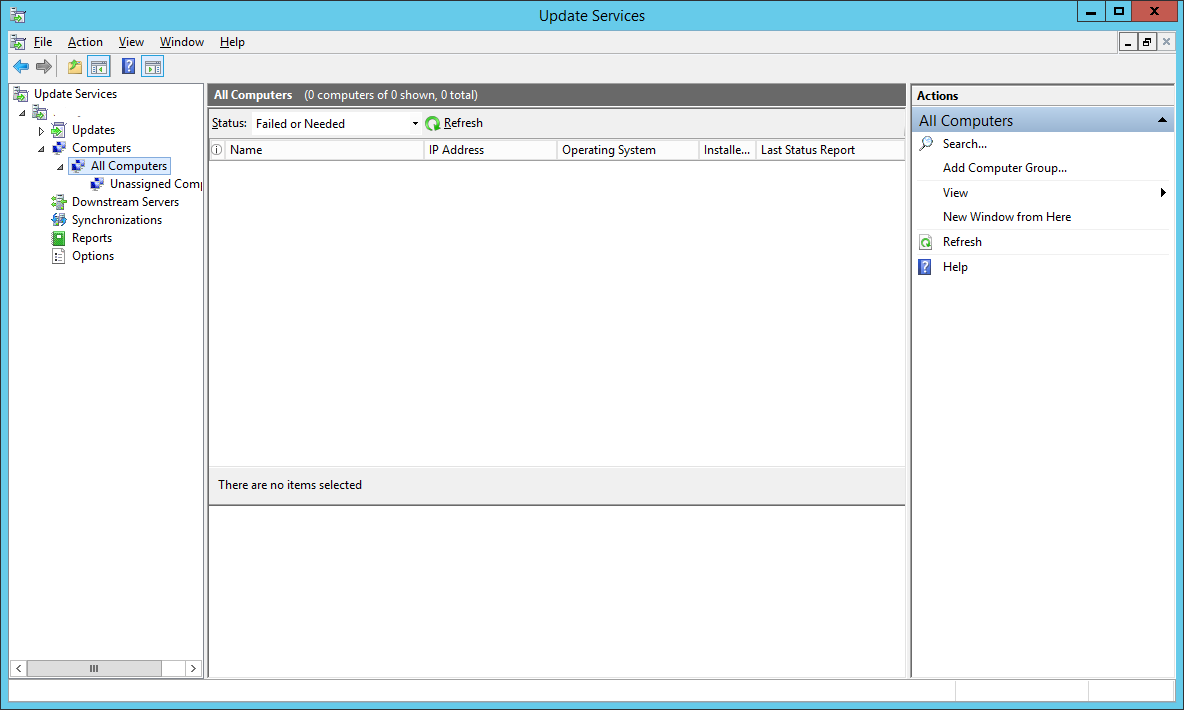 Update Services
File Action View Window Help
Update Services
Updates
Computers
All Computers
Unassigned Comp
Downstream Servers
Synchronizations
Reports
Options
All Computers (0 computers of 0 shown, 0 total)
Status: Failed or Needed Refresh
Name IP Address Operating System Installe... Last Status Report
There are no items selected
Actions
All Computers
Search...
Add Computer Group...
View
New Window from Here
Refresh
Help